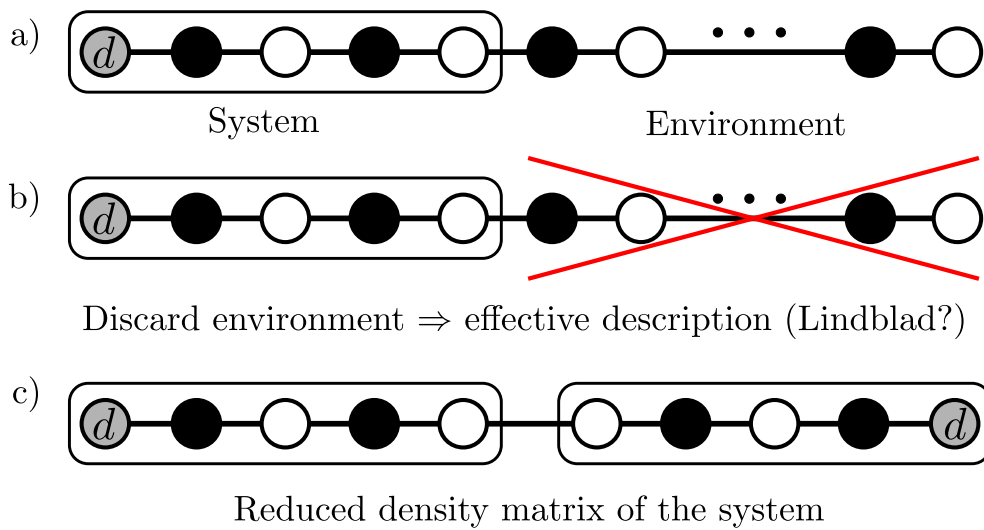 a) d
System Environment
b) d
Discard environment ⇒ effective description (Lindblad?)
c) d d
Reduced density matrix of the system